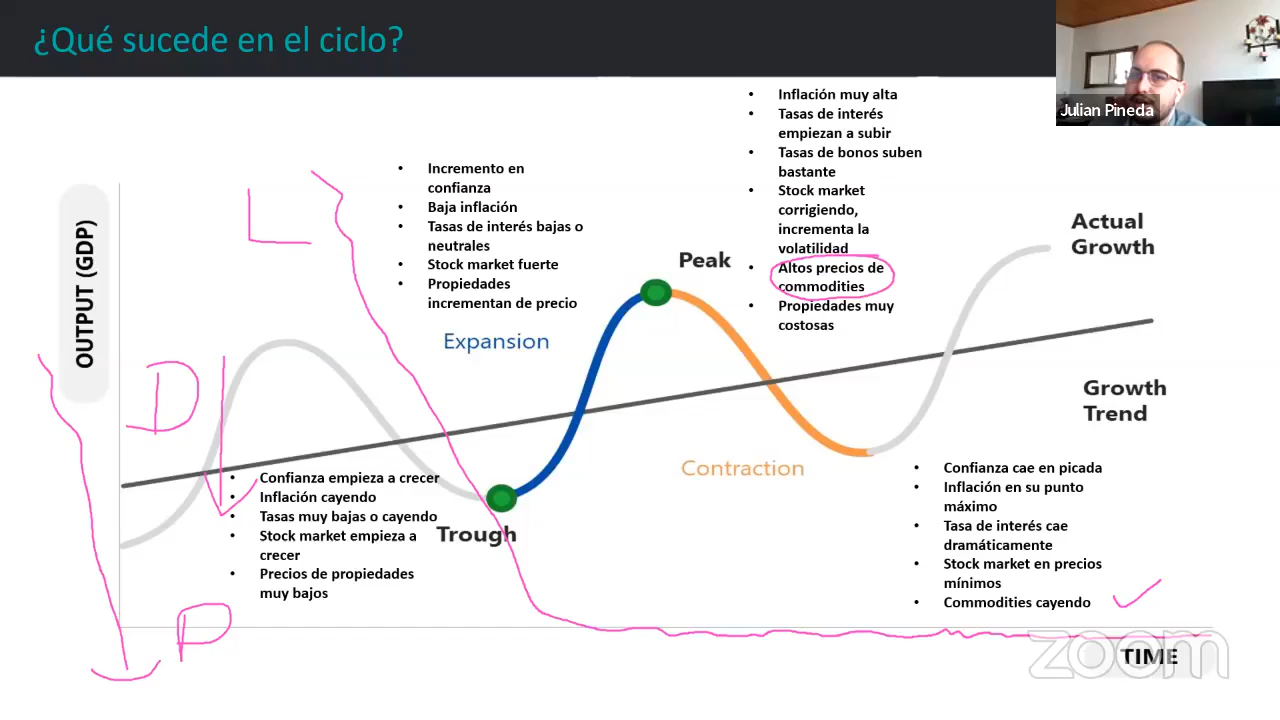 ¿Qué sucede en el ciclo?
Julian Pineda
• Inflación muy alta
• Tasas de interés
empiezan a subir
• Tasas de bonos suben
bastante
• Stock market
corrigiendo,
incrementa la
volatilidad
• Altos precios de
commodities
• Propiedades muy
costosas
• Incremento en
confianza
• Baja inflación
• Tasas de interés bajas o
neutrales
• Stock market fuerte
• Propiedades
incrementan de precio
L
OUTPUT (GDP)
Peak
Actual
Growth
Expansion
D
Growth
Trend
Contraction
• Confianza empieza a crecer
• Inflación cayendo
• Tasas muy bajas o cayendo
• Stock market empieza a
crecer
• Precios de propiedades
muy bajos
Trough
• Confianza cae en picada
• Inflación en su punto
máximo
• Tasa de interés cae
dramáticamente
• Stock market en precios
mínimos
• Commodities cayendo
P
TIME
zoom